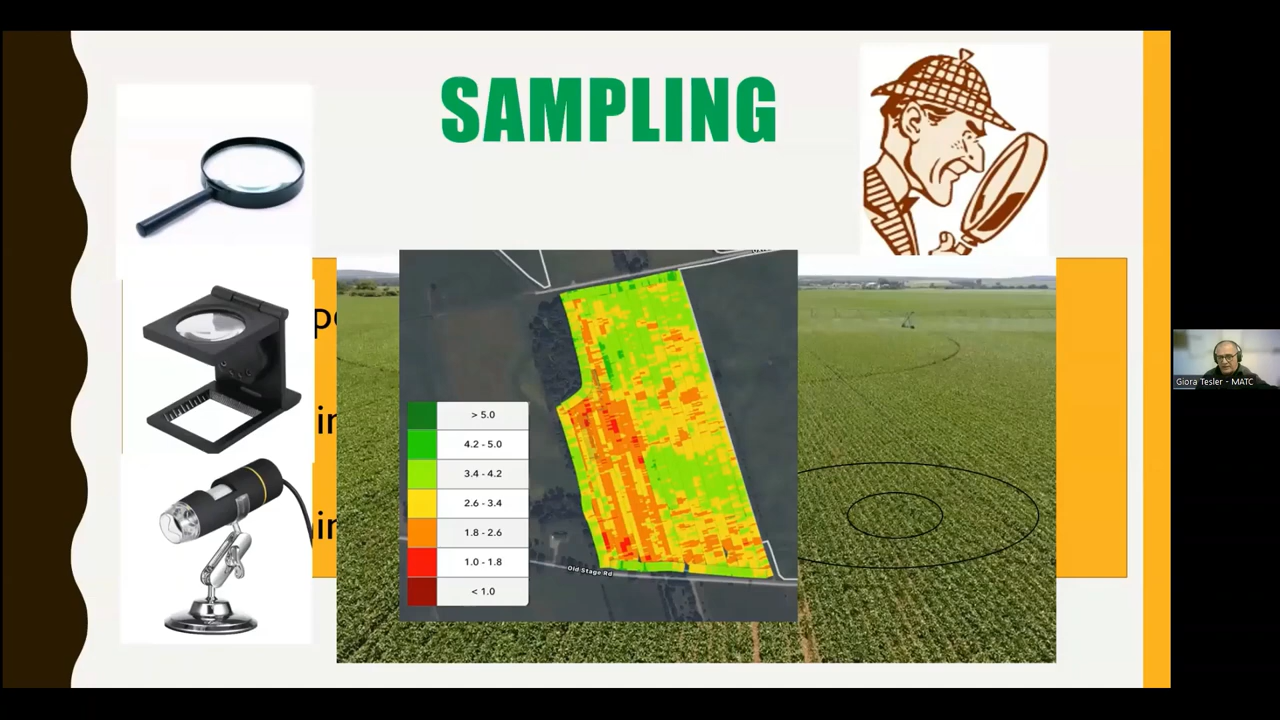 SAMPLING
> 5.0
4.2 - 5.0
3.4 - 4.2
2.6 - 3.4
1.8 - 2.6
1.0 - 1.8
< 1.0
Old Stage Rd
Giora Tesler - MATC